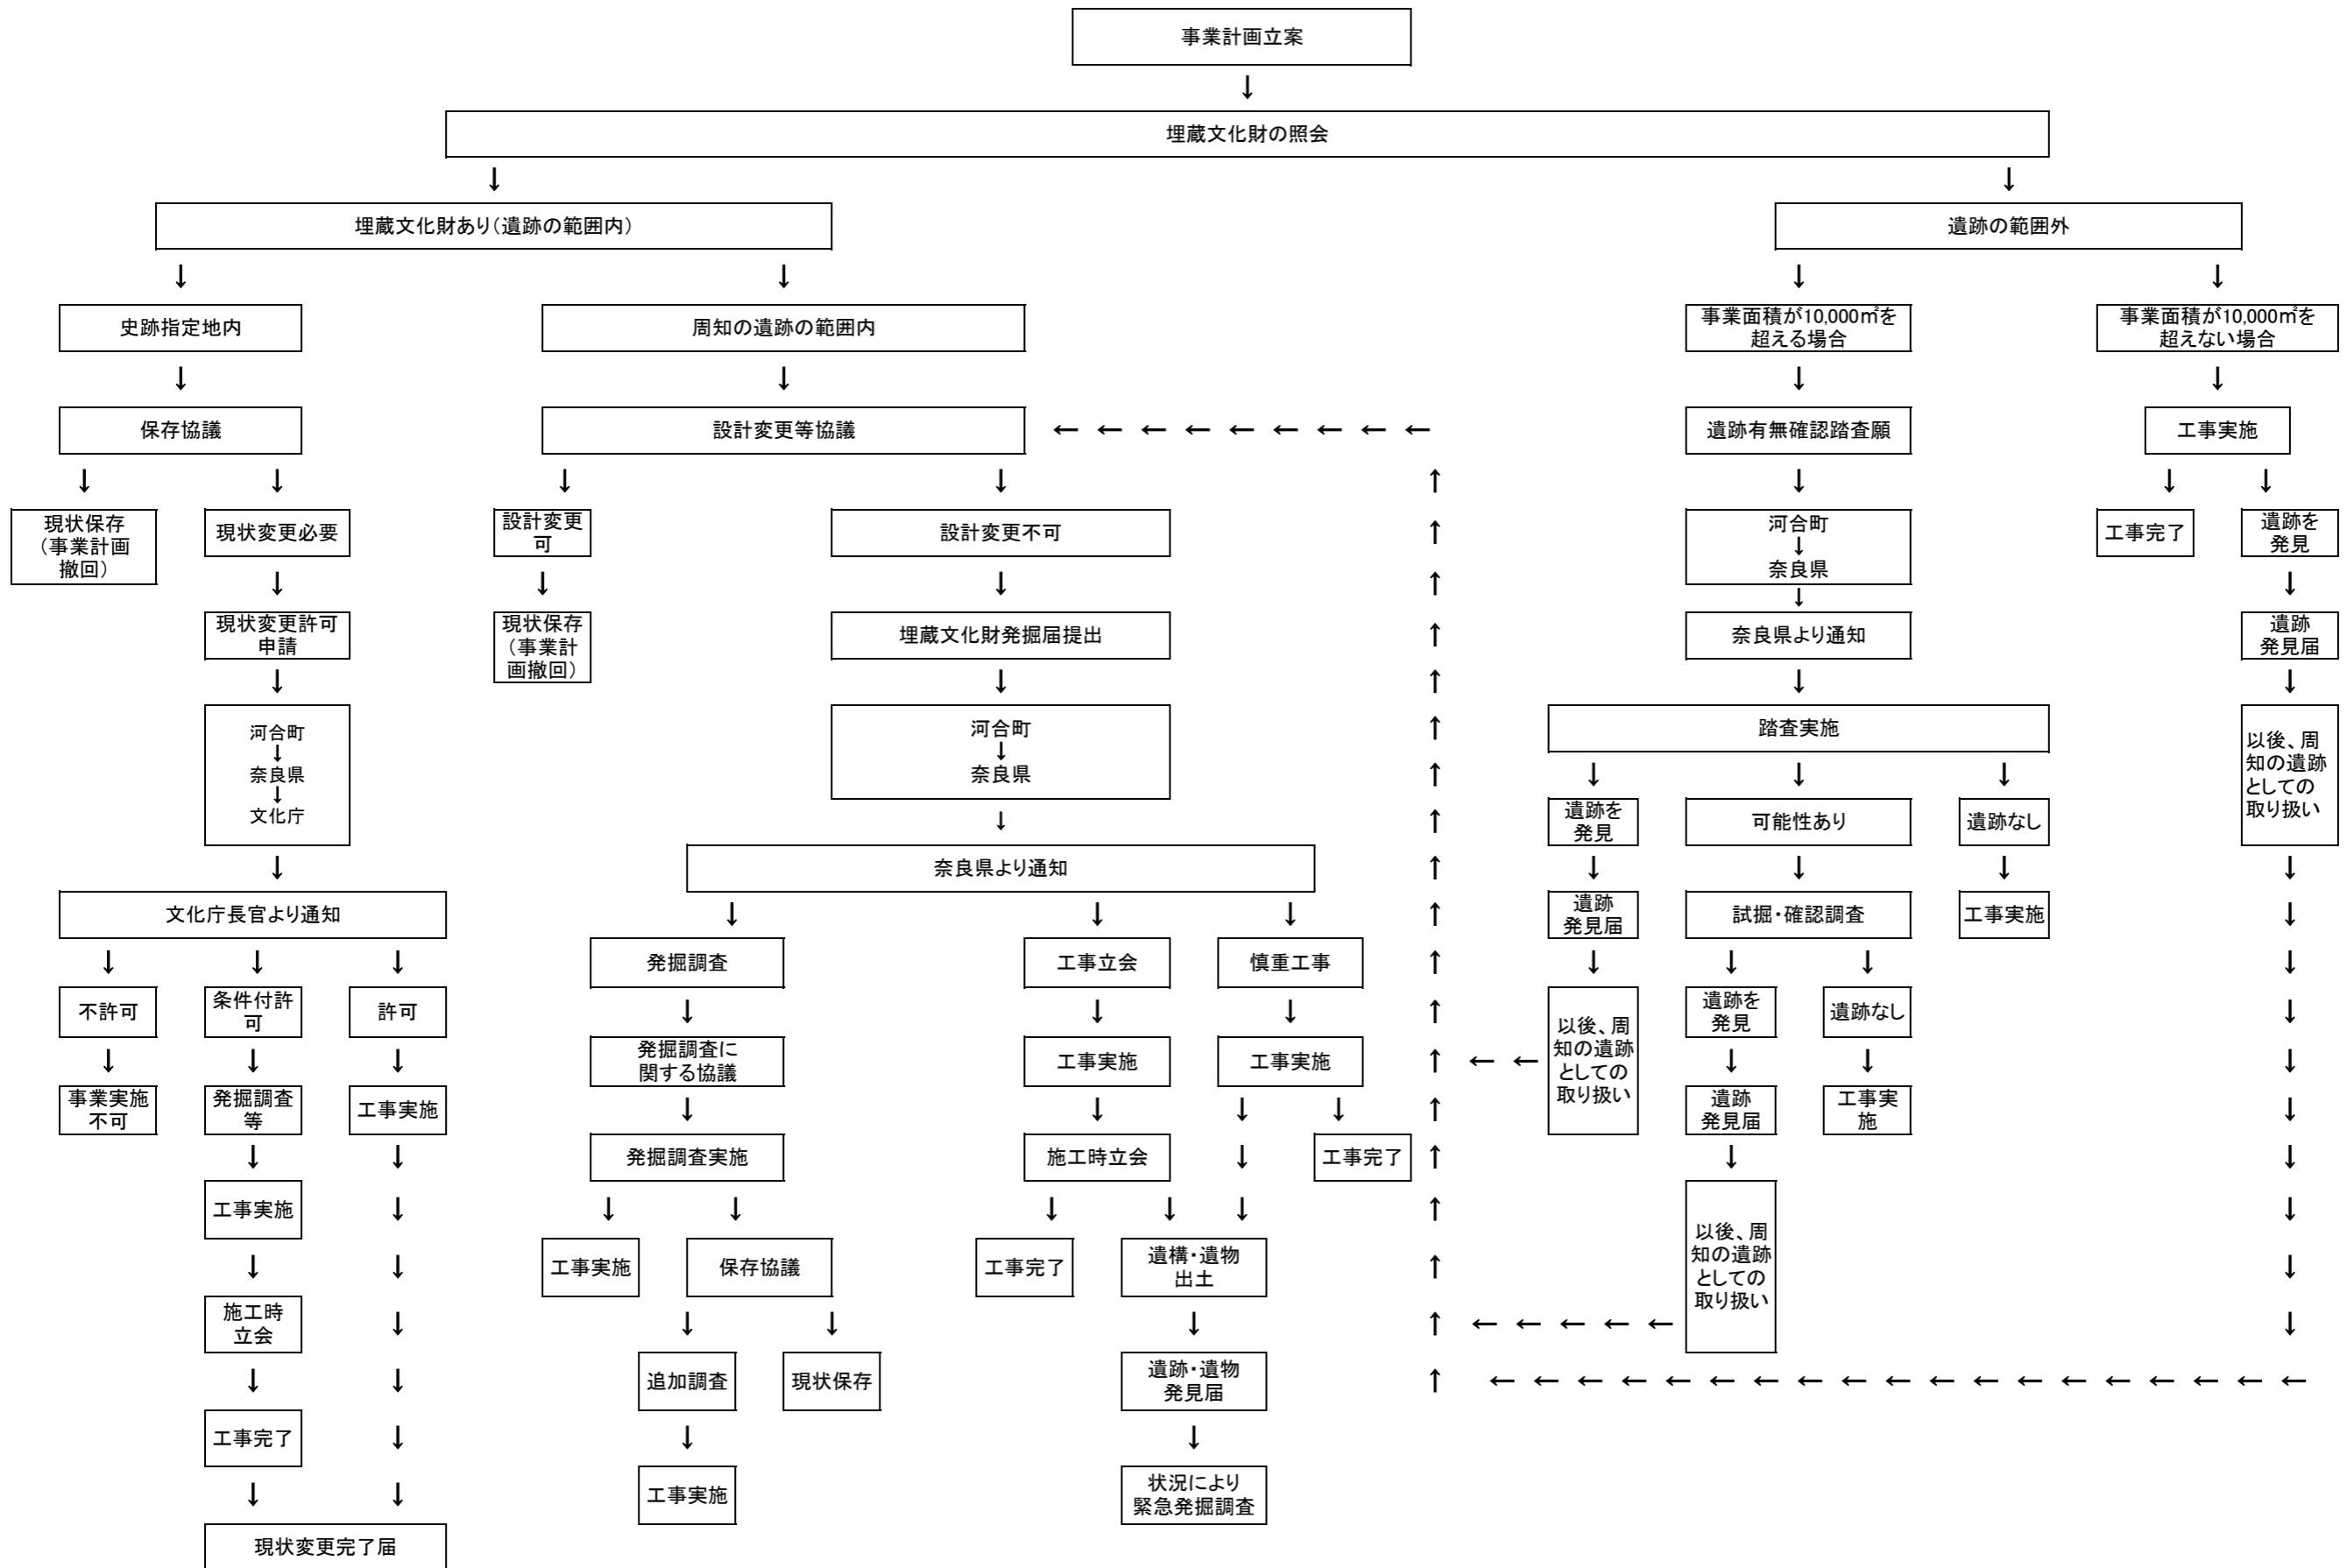 事業計画立案
↓
埋蔵文化財の照会
↓ ↓
埋蔵文化財あり（遺跡の範囲内） 遺跡の範囲外
↓ ↓ ↓ ↓
史跡指定地内
周知の遺跡の範囲内
事業面積が10,000㎡を
超える場合
事業面積が10,000㎡を
超えない場合
↓ ↓ ↓ ↓
保存協議
設計変更等協議
← ← ← ← ← ← ← ← ←
遺跡有無確認踏査願
工事実施
↓ ↓ ↓ ↓ ↑ ↓ ↓ ↓
現状保存
（事業計画
撤回）
現状変更必要
設計変更
可
設計変更不可
↑
河合町
↓
奈良県
工事完了
遺跡を
発見
↓ ↓ ↓ ↑ ↓ ↓
現状変更許可
申請
現状保存
（事業計
画撤回）
埋蔵文化財発掘届提出
↑
奈良県より通知
遺跡
発見届
↓ ↓ ↑ ↓ ↓
河合町
↓
奈良県
↓
文化庁
河合町
↓
奈良県
↑
踏査実施
以後、周
知の遺跡
としての
取り扱い
↑ ↓ ↓ ↓
↓ ↑
遺跡を
発見
可能性あり
遺跡なし
↓ ↑ ↓ ↓ ↓ ↓
奈良県より通知
文化庁長官より通知
↓ ↓ ↓ ↑
遺跡
発見届
試掘・確認調査
工事実施
↓
↓ ↓ ↓
発掘調査
工事立会
慎重工事
↑ ↓ ↓ ↓ ↓
不許可
条件付許
可
許可
↓ ↓ ↓ ↑
以後、周
知の遺跡
としての
取り扱い
遺跡を
発見
遺跡なし
↓
↓ ↓ ↓
発掘調査に
関する協議
工事実施
工事実施
↑ ← ← ↓ ↓ ↓
事業実施
不可
発掘調査
等
工事実施
↓ ↓ ↓ ↓ ↑
遺跡
発見届
工事実
施
↓
↓ ↓
発掘調査実施
施工時立会
↓
工事完了
↑ ↓ ↓
工事実施
↓ ↓ ↓ ↓ ↓ ↓ ↑
以後、周
知の遺跡
としての
取り扱い
↓
↓ ↓
工事実施
保存協議
工事完了
遺構・遺物
出土
↑ ↓
施工時
立会
↓ ↓ ↓ ↓ ↑ ← ← ← ← ← ↓
↓ ↓
追加調査
現状保存
遺跡・遺物
発見届
↑ ← ← ← ← ← ← ← ← ← ← ← ← ← ← ← ← ← ← ←
工事完了
↓ ↓ ↓
↓ ↓
工事実施
状況により
緊急発掘調査
現状変更完了届